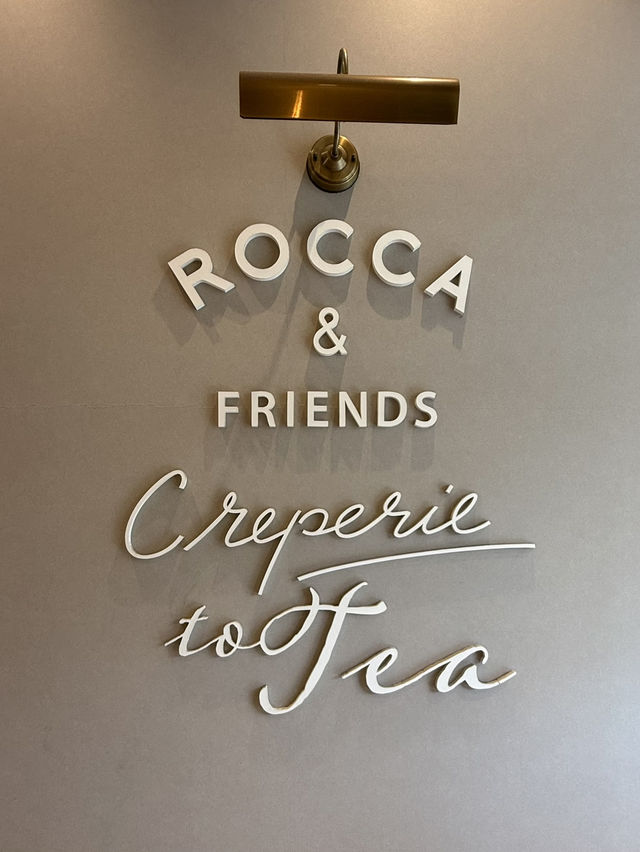 ROCCA
&
FRIENDS
Creperie
to Tea